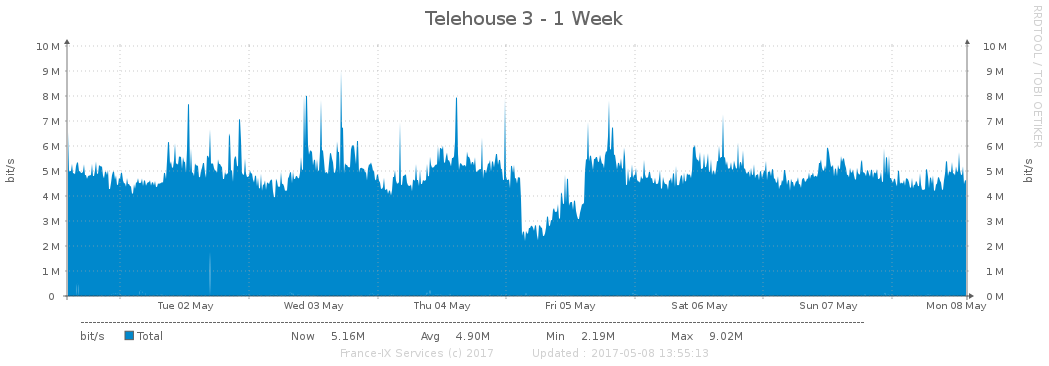 Telehouse 3 - 1 Week
RRDTOOL / TOBI OETIKER
10 M 10 M
9 M 9 M
8 M 8 M
7 M 7 M
6 M 6 M
5 M 5 M
4 M 4 M
3 M 3 M
2 M 2 M
1 M 1 M
0 0 M
bit/s
bit/s
Tue 02 May Wed 03 May Thu 04 May Fri 05 May Sat 06 May Sun 07 May Mon 08 May
bit/s Total Now 5.16M Avg 4.90M Min 2.19M Max 9.02M
France-IX Services (c) 2017 Updated : 2017-05-08 13:55:13